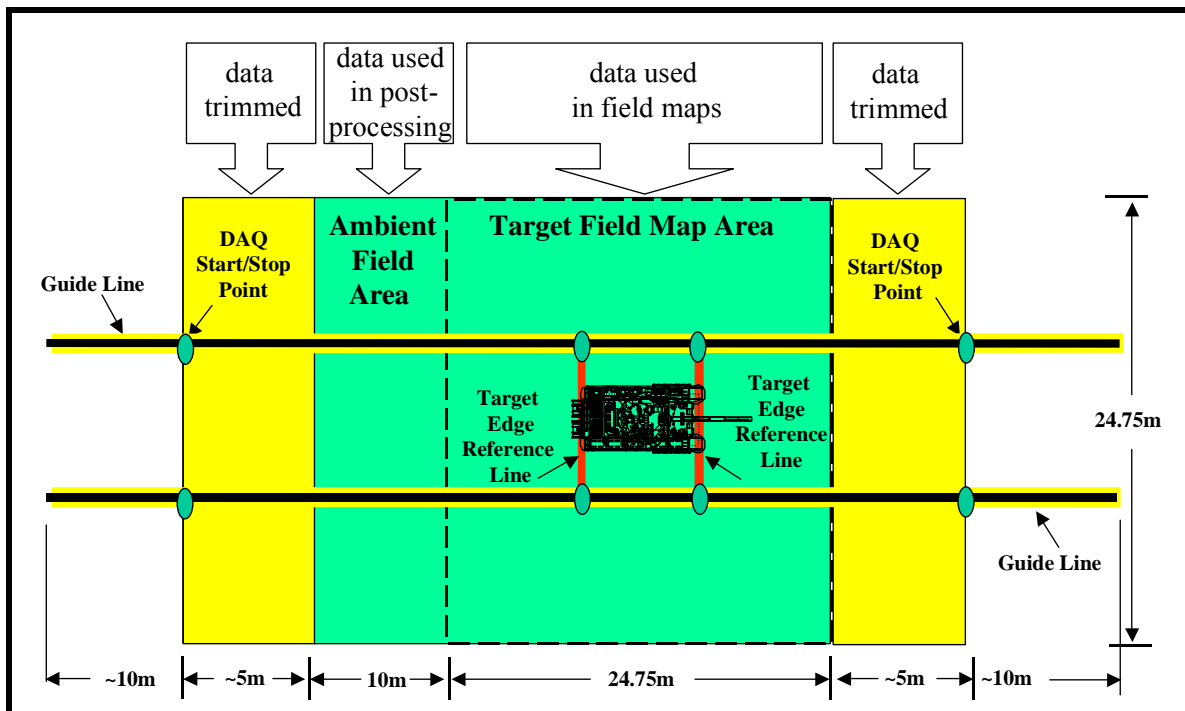 data
trimmed
data used
in post-
processing
data used
in field maps
data
trimmed
Ambient
Field
Area
Target Field Map Area
DAQ
Start/Stop
Point
DAQ
Start/Stop
Point
Guide Line
Target
Edge
Reference
Line
Target
Edge
Reference
Line
24.75m
Guide Line
~10m
~5m
10m
24.75m
~5m
~10m